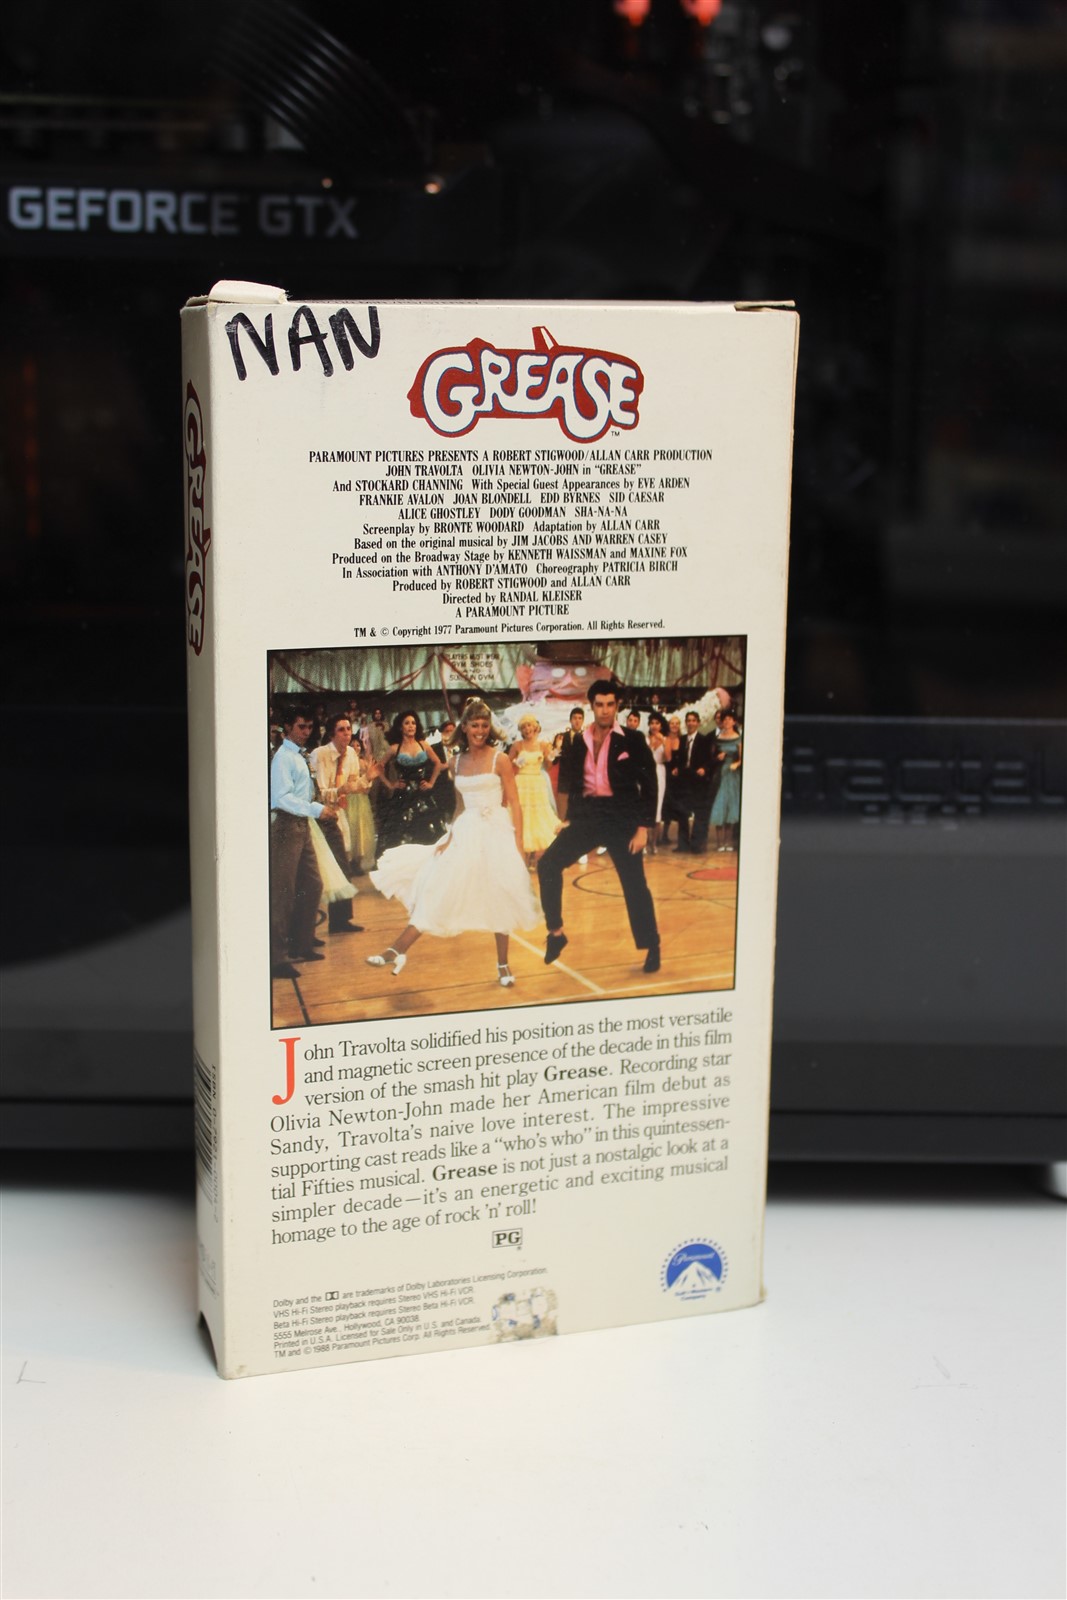 GEFORCE GTX
NAN
GREASE
TM
GREASE
PARAMOUNT PICTURES PRESENTS A ROBERT STIGWOOD/ALLAN CARR PRODUCTION
JOHN TRAVOLTA OLIVIA NEWTON-JOHN in "GREASE"
And STOCKARD CHANNING With Special Guest Appearances by EVE ARDEN
FRANKIE AVALON JOAN BLONDELL EDD BYRNES SID CAESAR
ALICE GHOSTLEY DODY GOODMAN SHA-NA-NA
Screenplay by BRONTE WOODARD Adaptation by ALLAN CARR
Based on the original musical by JIM JACOBS AND WARREN CASEY
Produced on the Broadway Stage by KENNETH WAISSMAN and MAXINE FOX
In Association with ANTHONY D'AMATO Choreography PATRICIA BIRCH
Produced by ROBERT STIGWOOD and ALLAN CARR
Directed by RANDAL KLEISER
A PARAMOUNT PICTURE
TM & © Copyright 1977 Paramount Pictures Corporation. All Rights Reserved.
GYM SHOES
fractal
John Travolta solidified his position as the most versatile
and magnetic screen presence of the decade in this film
version of the smash hit play Grease. Recording star
Olivia Newton-John made her American film debut as
Sandy, Travolta's naive love interest. The impressive
supporting cast reads like a "who's who" in this quintessen-
tial Fifties musical. Grease is not just a nostalgic look at a
simpler decade—it's an energetic and exciting musical
homage to the age of rock 'n' roll!
PG
Paramount
Dolby and the are trademarks of Dolby Laboratories Licensing Corporation.
VHS Hi-Fi Stereo playback requires Stereo VHS Hi-Fi VCR.
Beta Hi-Fi Stereo playback requires Stereo Beta Hi-Fi VCR.
5555 Melrose Ave., Hollywood, CA 90038.
Printed in U.S.A. Licensed for Sale Only in U.S. and Canada.
TM and © 1988 Paramount Pictures Corp. All Rights Reserved.